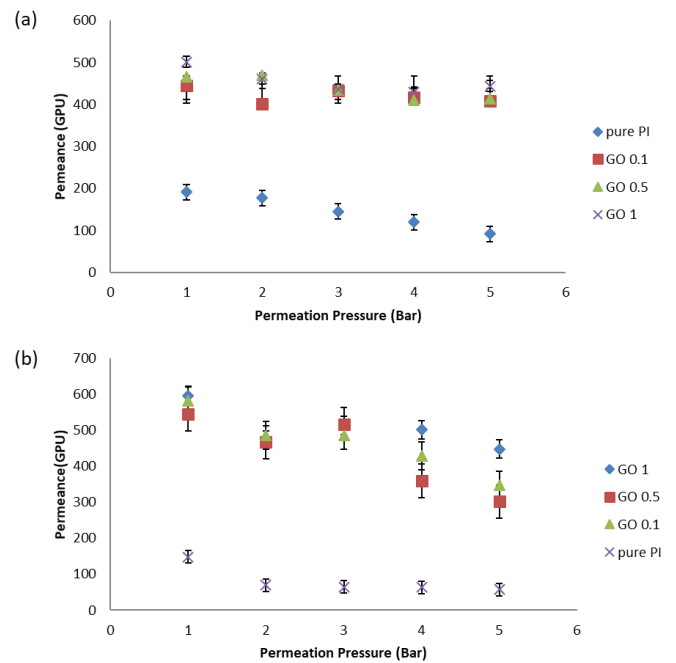 (a)
600
500
400
300
200
100
0
Pemeance (GPU)
0 1 2 3 4 5 6
Permeation Pressure (Bar)
pure PI
GO 0.1
GO 0.5
GO 1
(b)
700
600
500
400
300
200
100
0
Permeance(GPU)
0 1 2 3 4 5 6
Permeation Pressure (Bar)
GO 1
GO 0.5
GO 0.1
pure PI